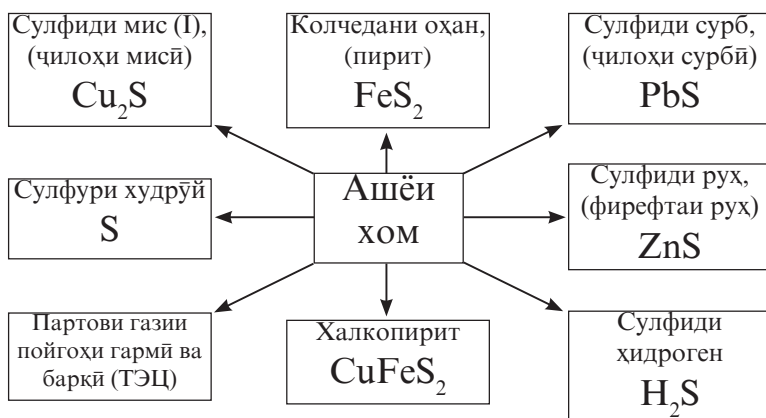 Сулфиди мис (I),
(ҷилоҳи мисӣ)
Cu₂S
Колчедани оҳан,
(пирит)
FeS₂
Сулфиди сурб,
(ҷилоҳи сурбӣ)
PbS
Сулфури худрӯй
S
Ашёи
хом
Сулфиди руҳ,
(фирефтаи руҳ)
ZnS
Партови газии
пойгоҳи гармӣ ва
барқӣ (ТЭЦ)
Халкопирит
CuFeS₂
Сулфиди
ҳидроген
H₂S